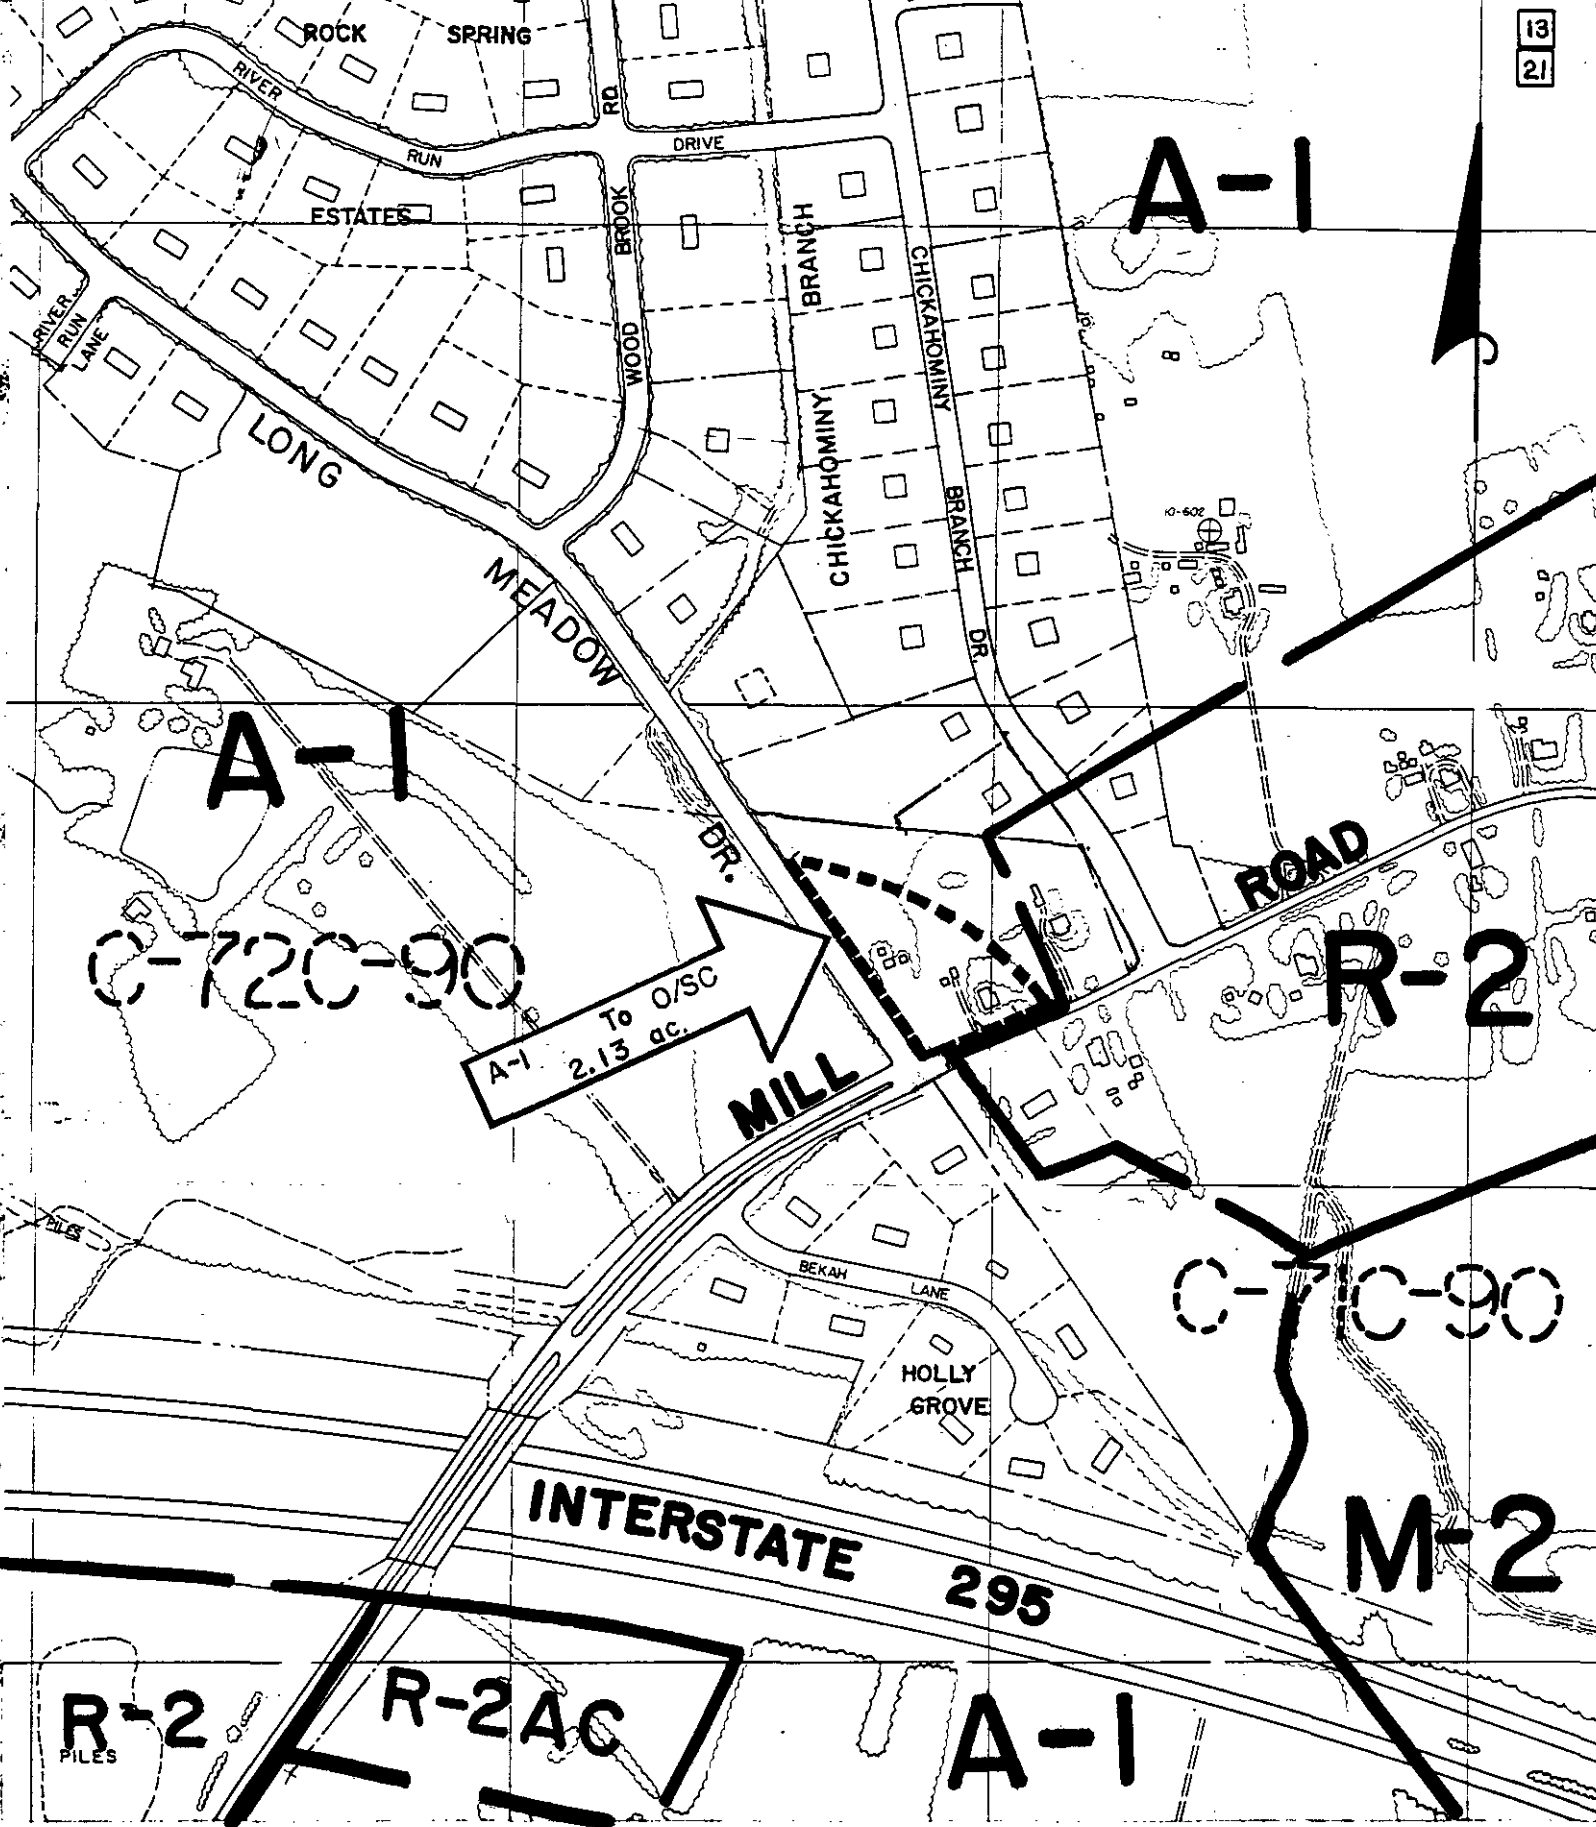 13
21
ROCK SPRING
RIVER
RUN
RD.
DRIVE
ESTATES
A-1
WOOD BROOK
BRANCH
CHICKAHOMINY
CHICKAHOMINY
BRANCH
DR.
RIVER
RUN
LANE
LONG
MEADOW
DR.
A-1
C-72C-90
A-1 To O/SC
2.13 ac.
MILL
ROAD
R-2
PILES
BEKAH LANE
HOLLY
GROVE
INTERSTATE 295
M-2
R-2
PILES
R-2AC
A-1